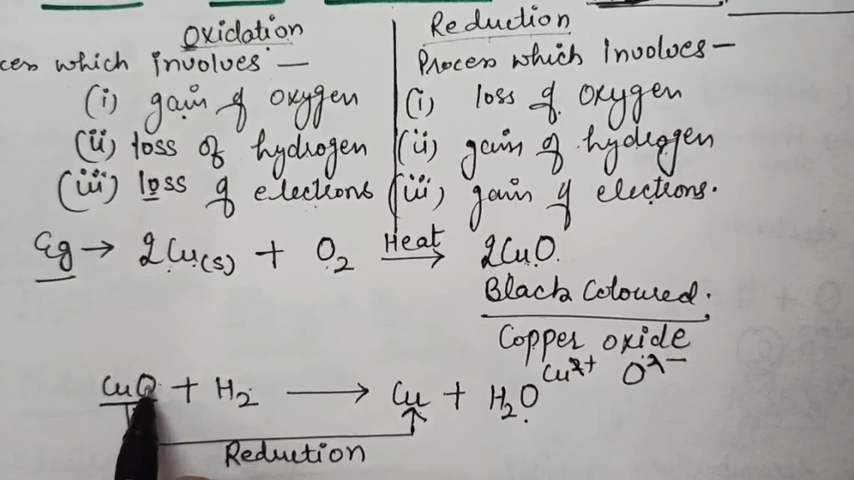 Oxidation
cess which involves —
(i) gain of oxygen
(ii) loss of hydrogen
(iii) loss of elections
Reduction
Process which involves —
(i) loss of oxygen
(ii) gain of hydrogen
(iii) gain of elections.
Eg → 2Cu(s) + O2 Heat → 2CuO
Black Coloured.
Copper oxide
Cu2+ O2−
CuO + H2 → Cu + H2O
Reduction